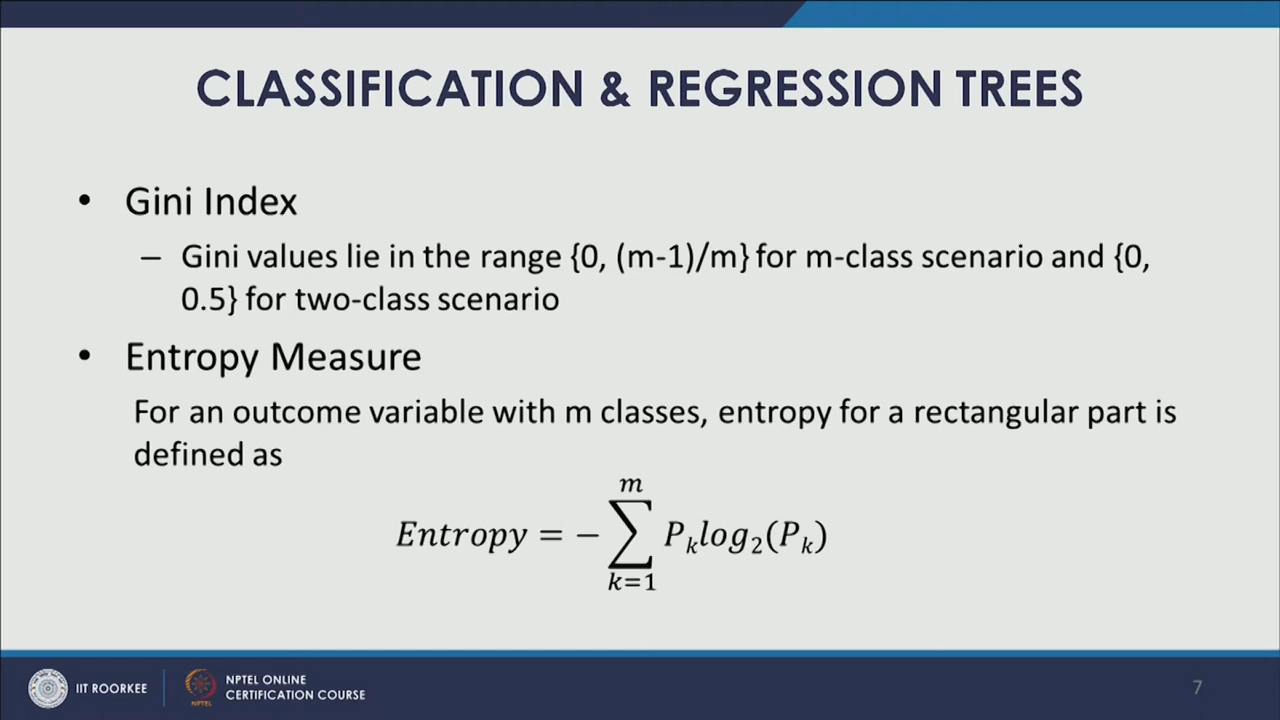 CLASSIFICATION & REGRESSION TREES
• Gini Index
– Gini values lie in the range {0, (m-1)/m} for m-class scenario and {0,
0.5} for two-class scenario
• Entropy Measure
For an outcome variable with m classes, entropy for a rectangular part is
defined as
m
Entropy = − ∑ Pₖlog₂(Pₖ)
k=1
IIT ROORKEE
NPTEL
NPTEL ONLINE
CERTIFICATION COURSE
7